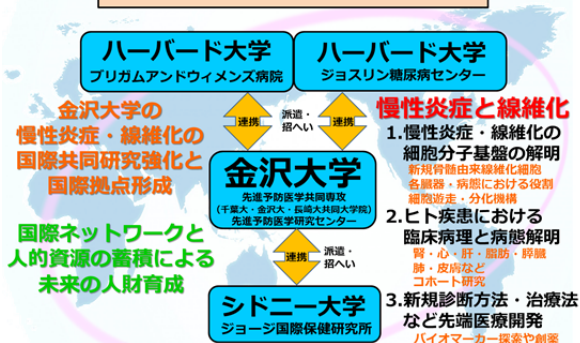 ハーバード大学
ブリガムアンドウィメンズ病院
ハーバード大学
ジョスリン糖尿病センター
連携
派遣・
招へい
連携
金沢大学の
慢性炎症・線維化の
国際共同研究強化と
国際拠点形成
金沢大学
先進予防医学共同専攻
(千葉大・金沢大・長崎大共同大学院)
先進予防医学研究センター
国際ネットワークと
人的資源の蓄積による
未来の人財育成
連携
派遣・
招へい
シドニー大学
ジョージ国際保健研究所
慢性炎症と線維化
1.慢性炎症・線維化の
細胞分子基盤の解明
新規骨髄由来線維化細胞
各臓器・病態における役割
細胞遊走・分化機構
2.ヒト疾患における
臨床病理と病態解明
腎・心・肝・脂肪・膵臓
肺・皮膚など
コホート研究
3.新規診断方法・治療法
など先端医療開発
バイオマーカー探索や創薬